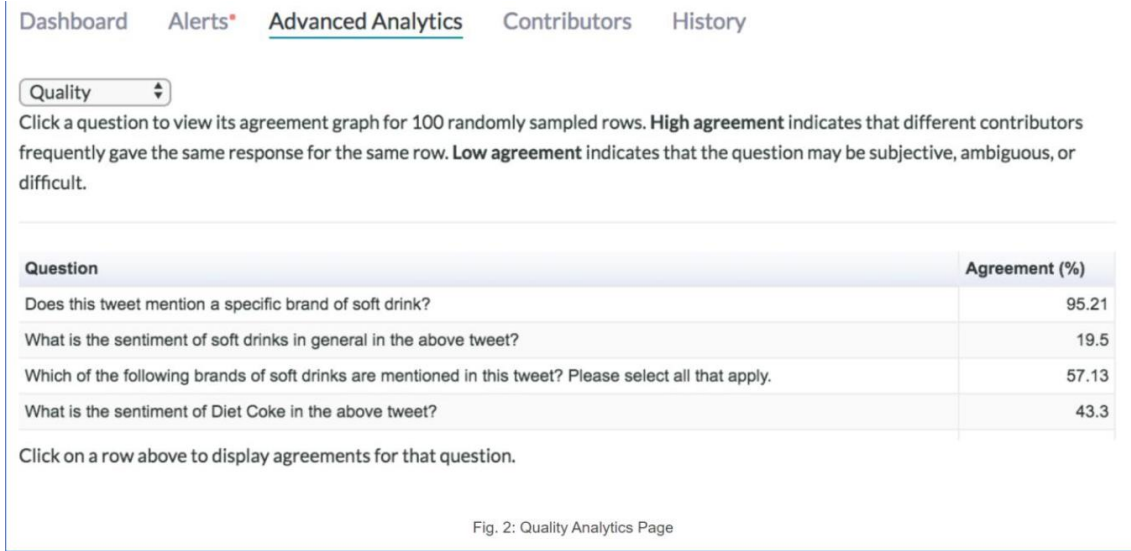 Dashboard Alerts* Advanced Analytics Contributors History
Quality
Click a question to view its agreement graph for 100 randomly sampled rows. High agreement indicates that different contributors
frequently gave the same response for the same row. Low agreement indicates that the question may be subjective, ambiguous, or
difficult.
Question Agreement (%)
Does this tweet mention a specific brand of soft drink? 95.21
What is the sentiment of soft drinks in general in the above tweet? 19.5
Which of the following brands of soft drinks are mentioned in this tweet? Please select all that apply. 57.13
What is the sentiment of Diet Coke in the above tweet? 43.3
Click on a row above to display agreements for that question.
Fig. 2: Quality Analytics Page